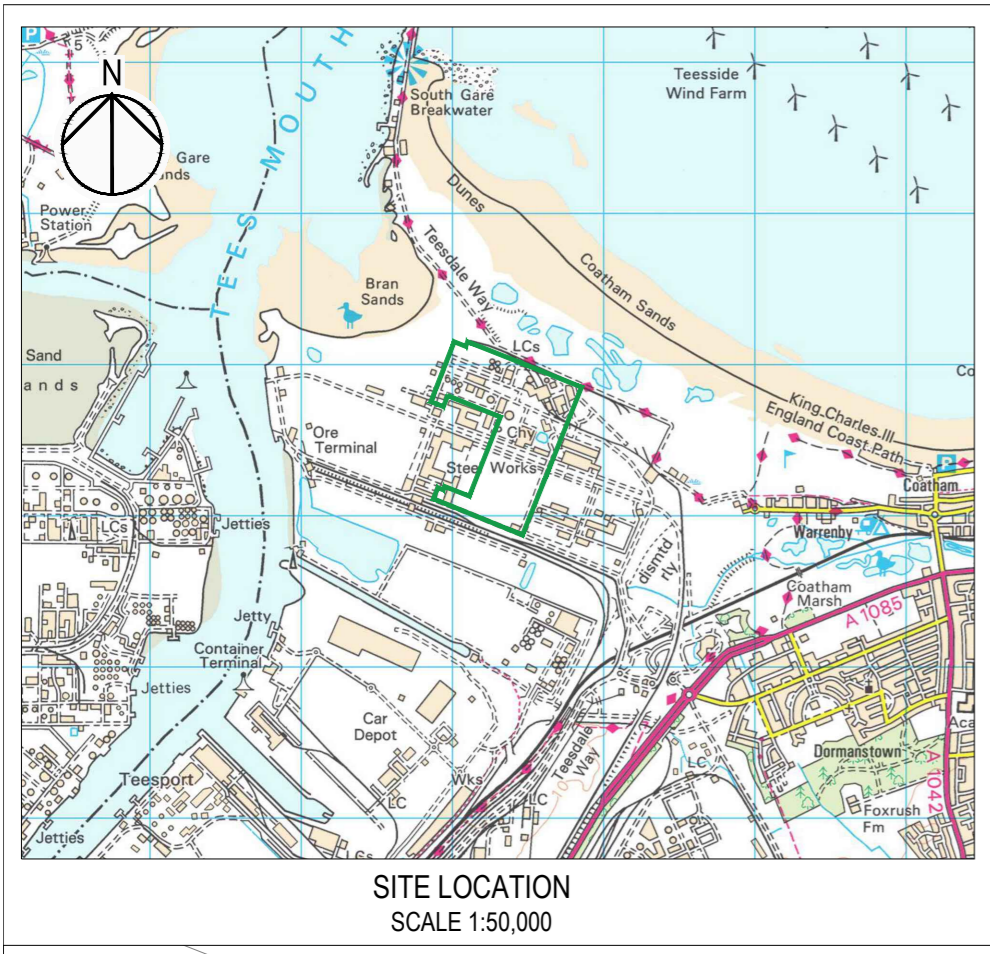 P
5
N
TEES MOUTH
South Gare
Breakwater
Teesside
Wind Farm
Gare
Power
Station
Dunes
Teesdale Way
Coatham Sands
Bran
Sands
Sand
ands
LCs
Co
King Charles III
England Coast Path
Ore
Terminal
Chy
Steel Works
P
Coatham
LCs
Jetties
Warrenby
dismtd
rly
Coatham
Marsh
A 1085
Jetty
Container
Terminal
Jetties
Car
Depot
Teesdale
Way
Dormanstown
Aca
LC
A 1042
Teesport
Wks
10
LC
LC
Foxrush
Fm
Jetties
SITE LOCATION
SCALE 1:50,000